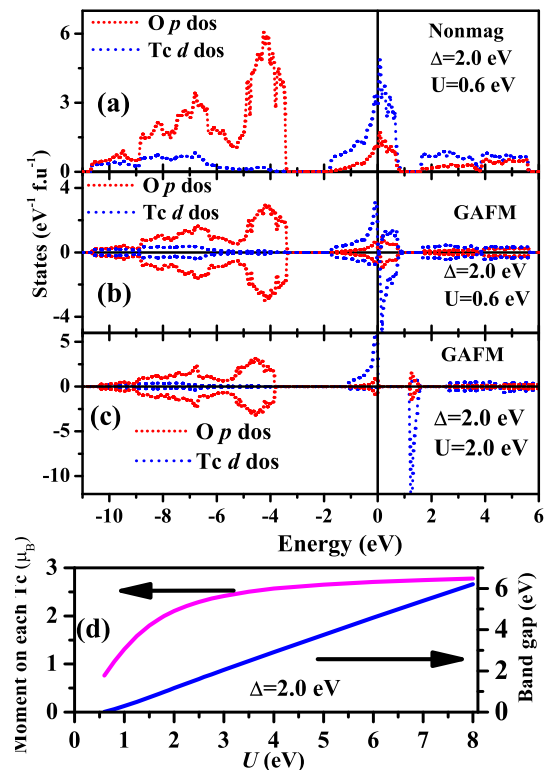 6
3
0
O p dos
Tc d dos
Nonmag
Δ=2.0 eV
U=0.6 eV
(a)
States (eV⁻¹ f.u⁻¹)
4
2
0
-2
-4
O p dos
Tc d dos
GAFM
Δ=2.0 eV
U=0.6 eV
(b)
5
0
-5
-10
GAFM
(c)
O p dos
Tc d dos
Δ=2.0 eV
U=2.0 eV
-10 -8 -6 -4 -2 0 2 4 6
Energy (eV)
Moment on each Tc (μB)
3
2
1
0
(d)
Δ=2.0 eV
6
4
2
0
Band gap (eV)
0 1 2 3 4 5 6 7 8
U (eV)